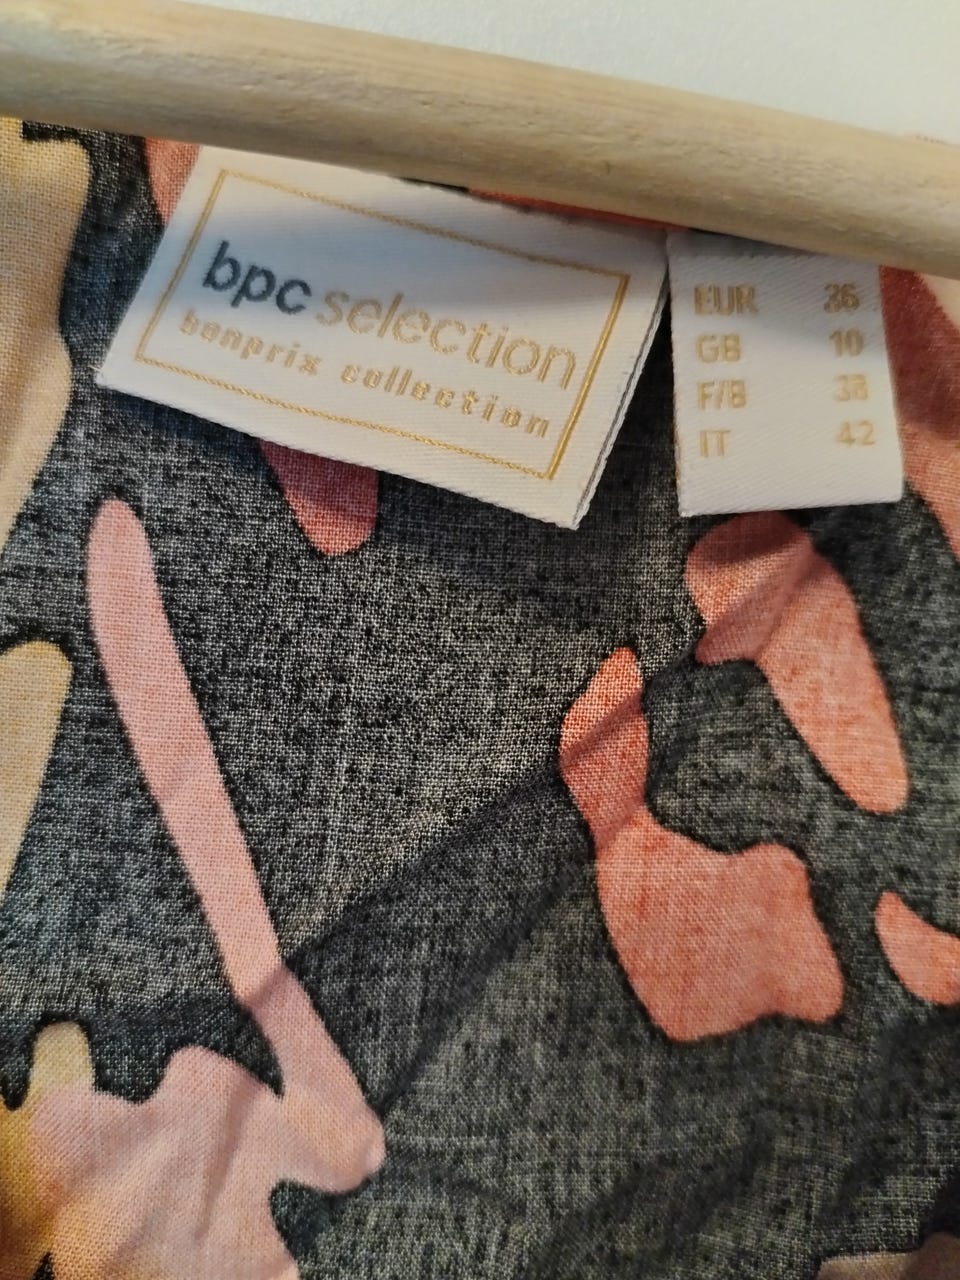 bpc selection
bonprix collection
EUR 36
GB 10
F/B 38
IT 42